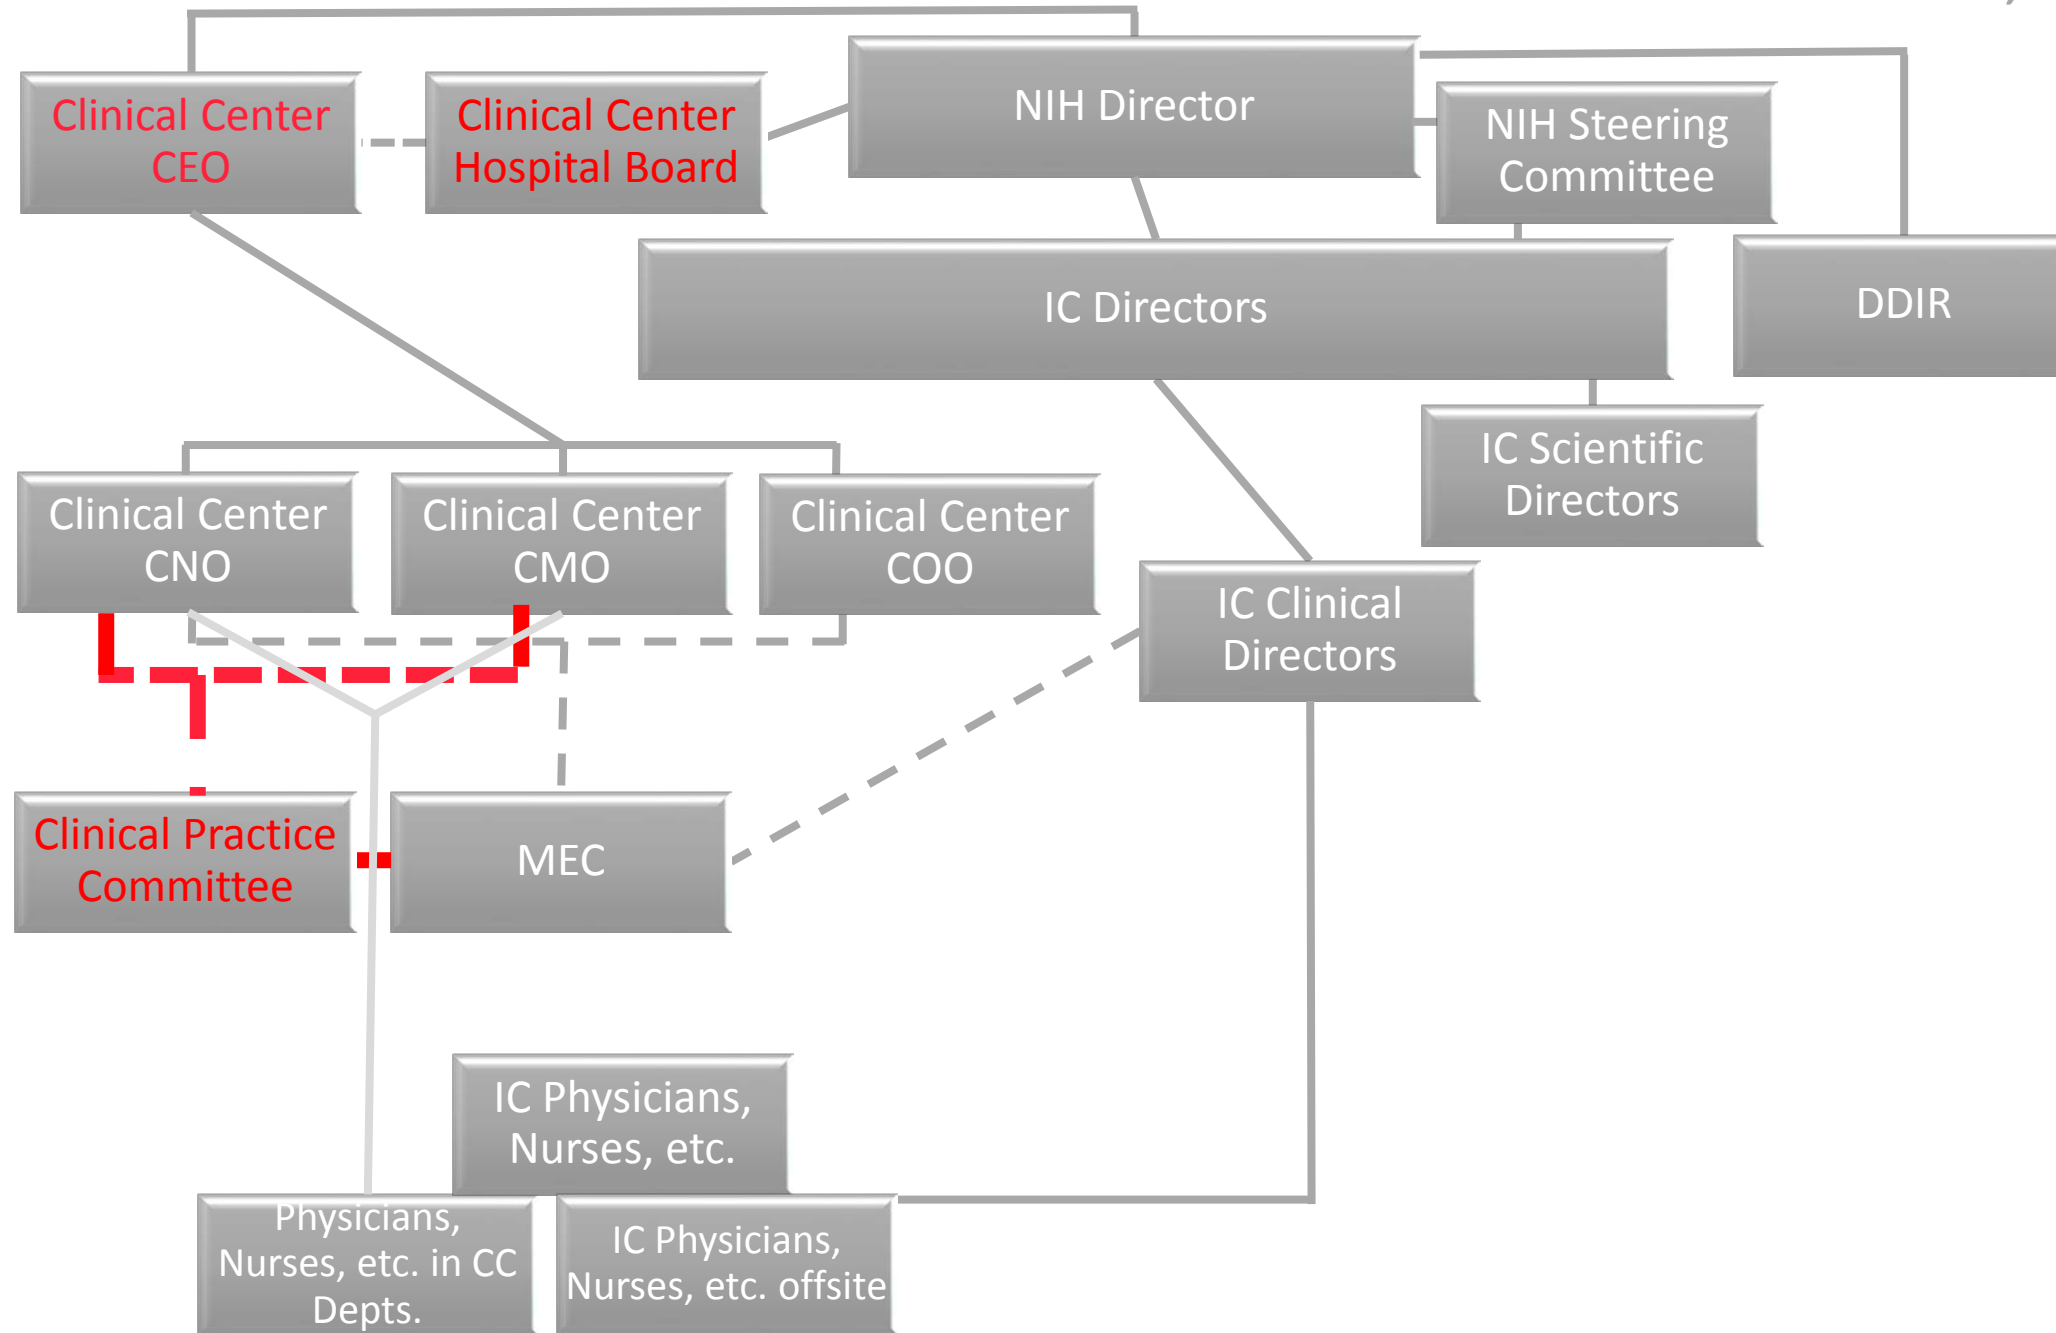 Clinical Center
CEO
Clinical Center
Hospital Board
NIH Director
NIH Steering
Committee
IC Directors
DDIR
IC Scientific
Directors
Clinical Center
CNO
Clinical Center
CMO
Clinical Center
COO
IC Clinical
Directors
Clinical Practice
Committee
MEC
IC Physicians,
Nurses, etc.
Physicians,
Nurses, etc. in CC
Depts.
IC Physicians,
Nurses, etc. offsite